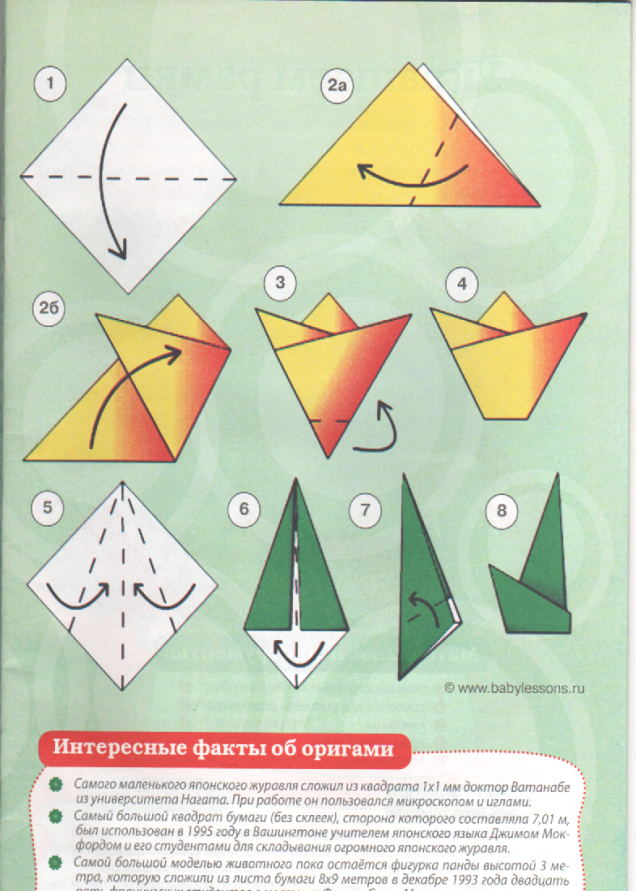 1
2а
2б
3
4
5
6
7
8
© www.babylessons.ru
Интересные факты об оригами
Самого маленького японского журавля сложил из квадрата 1х1 мм доктор Ватанабе
из университета Нагата. При работе он пользовался микроскопом и иглами.
Самый большой квадрат бумаги (без склеек), сторона которого составляла 7,01 м,
был использован в 1995 году в Вашингтоне учителем японского языка Джимом Мок-
фордом и его студентами для складывания огромного японского журавля.
Самой большой моделью животного пока остаётся фигурка панды высотой 3 ме-
тра, которую сложили из листа бумаги 8х9 метров в декабре 1993 года двадцать